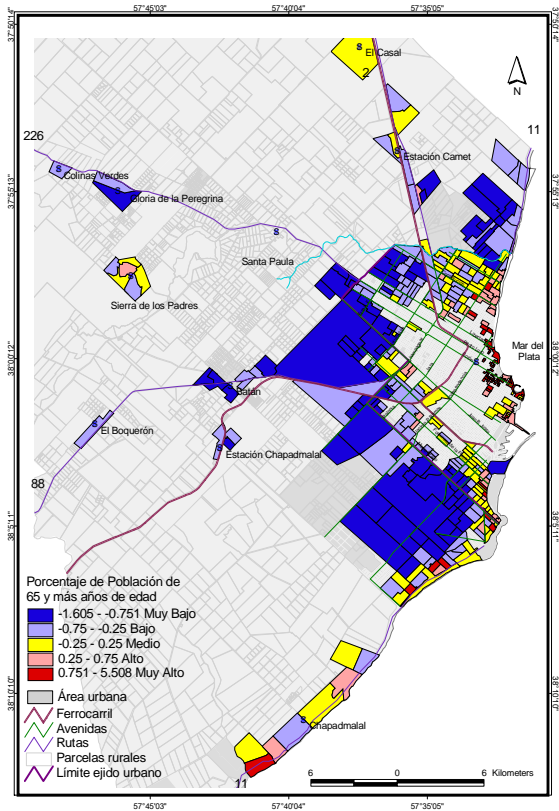 57°45'03"
57°40'04"
57°35'05"
37°50'14"
37°50'14"
El Casal
2
N
226
11
Estación Camet
Colinas Verdes
37°55'13"
37°55'13"
Gloria de la Peregrina
Santa Paula
Sierra de los Padres
Mar del
Plata
38°00'12"
38°00'12"
Batán
El Boquerón
Estación Chapadmalal
88
38°5'11"
38°5'11"
Porcentaje de Población de
65 y más años de edad
-1.605 - -0.751 Muy Bajo
-0.75 - -0.25 Bajo
-0.25 - 0.25 Medio
0.25 - 0.75 Alto
0.751 - 5.508 Muy Alto
Área urbana
Ferrocarril
Avenidas
Rutas
Parcelas rurales
Límite ejido urbano
38°10'10"
38°10'10"
Chapadmalal
11
6 0 6 Kilometers
57°45'03"
57°40'04"
57°35'05"